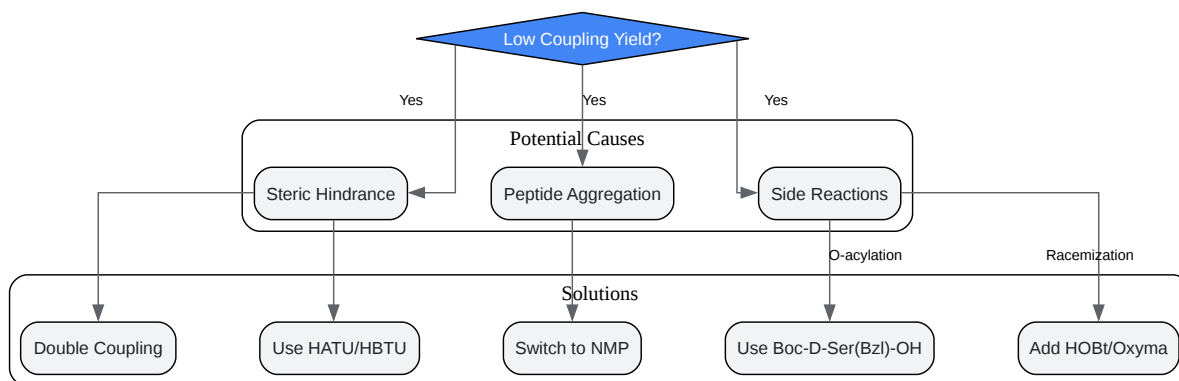 Low Coupling Yield?
Yes
Yes
Yes
Potential Causes
Steric Hindrance
Peptide Aggregation
Side Reactions
O-acylation
Racemization
Solutions
Double Coupling
Use HATU/HBTU
Switch to NMP
Use Boc-D-Ser(Bzl)-OH
Add HOBt/Oxyma